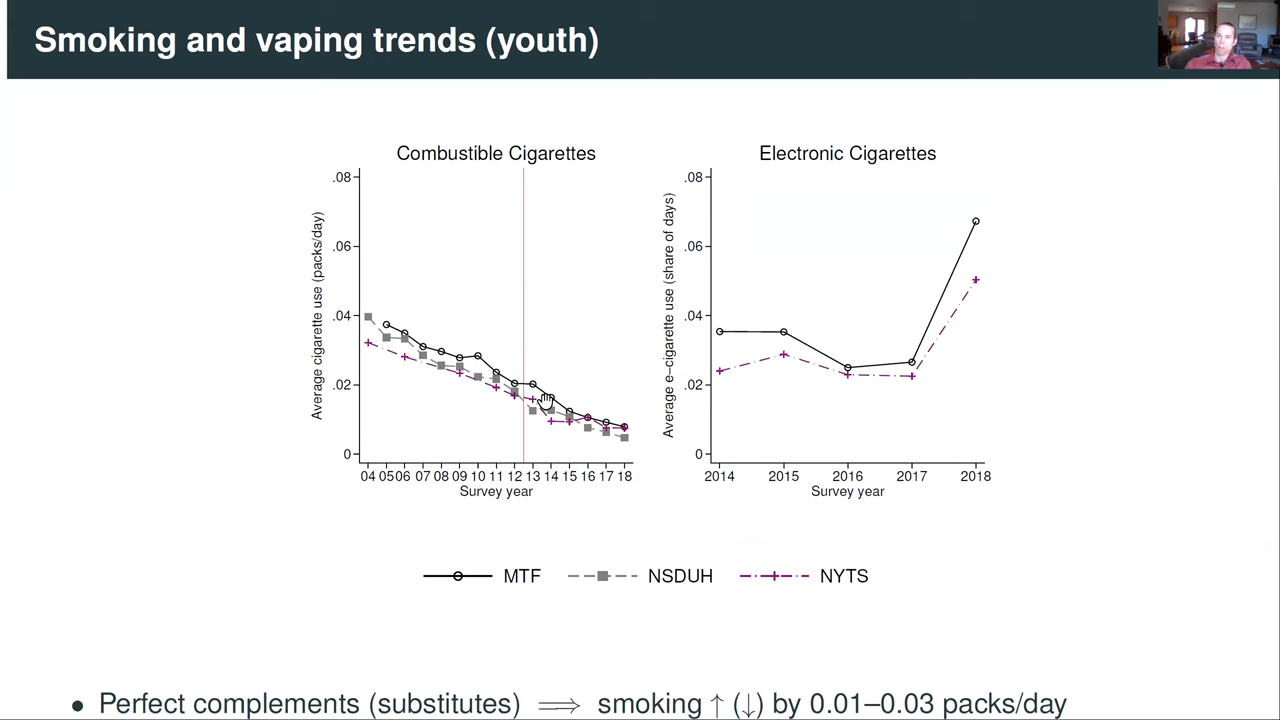 Smoking and vaping trends (youth)
Combustible Cigarettes
Average cigarette use (packs/day)
.08
.06
.04
.02
0
04 05 06 07 08 09 10 11 12 13 14 15 16 17 18
Survey year
Electronic Cigarettes
Average e−cigarette use (share of days)
.08
.06
.04
.02
0
2014 2015 2016 2017 2018
Survey year
MTF NSDUH NYTS
• Perfect complements (substitutes) ⟹ smoking ↑ (↓) by 0.01–0.03 packs/day